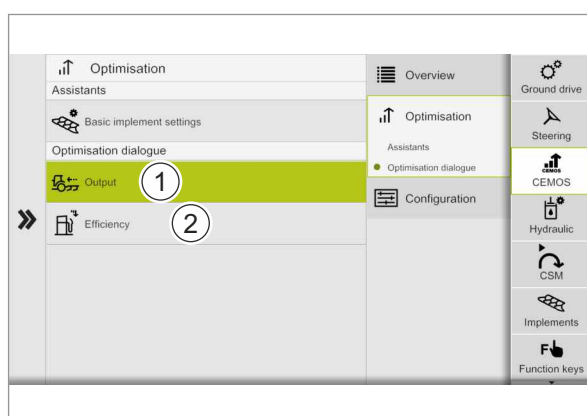 Optimisation
Assistants
Basic implement settings
Optimisation dialogue
Output
1
Efficiency
2
Overview
Optimisation
Assistants
Optimisation dialogue
Configuration
Ground drive
Steering
CEMOS
CEMOS
Hydraulic
CSM
Implements
F
Function keys